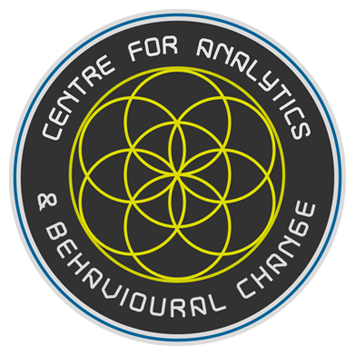 CENTRE FOR ANALYTICS
& BEHAVIOURAL CHANGE